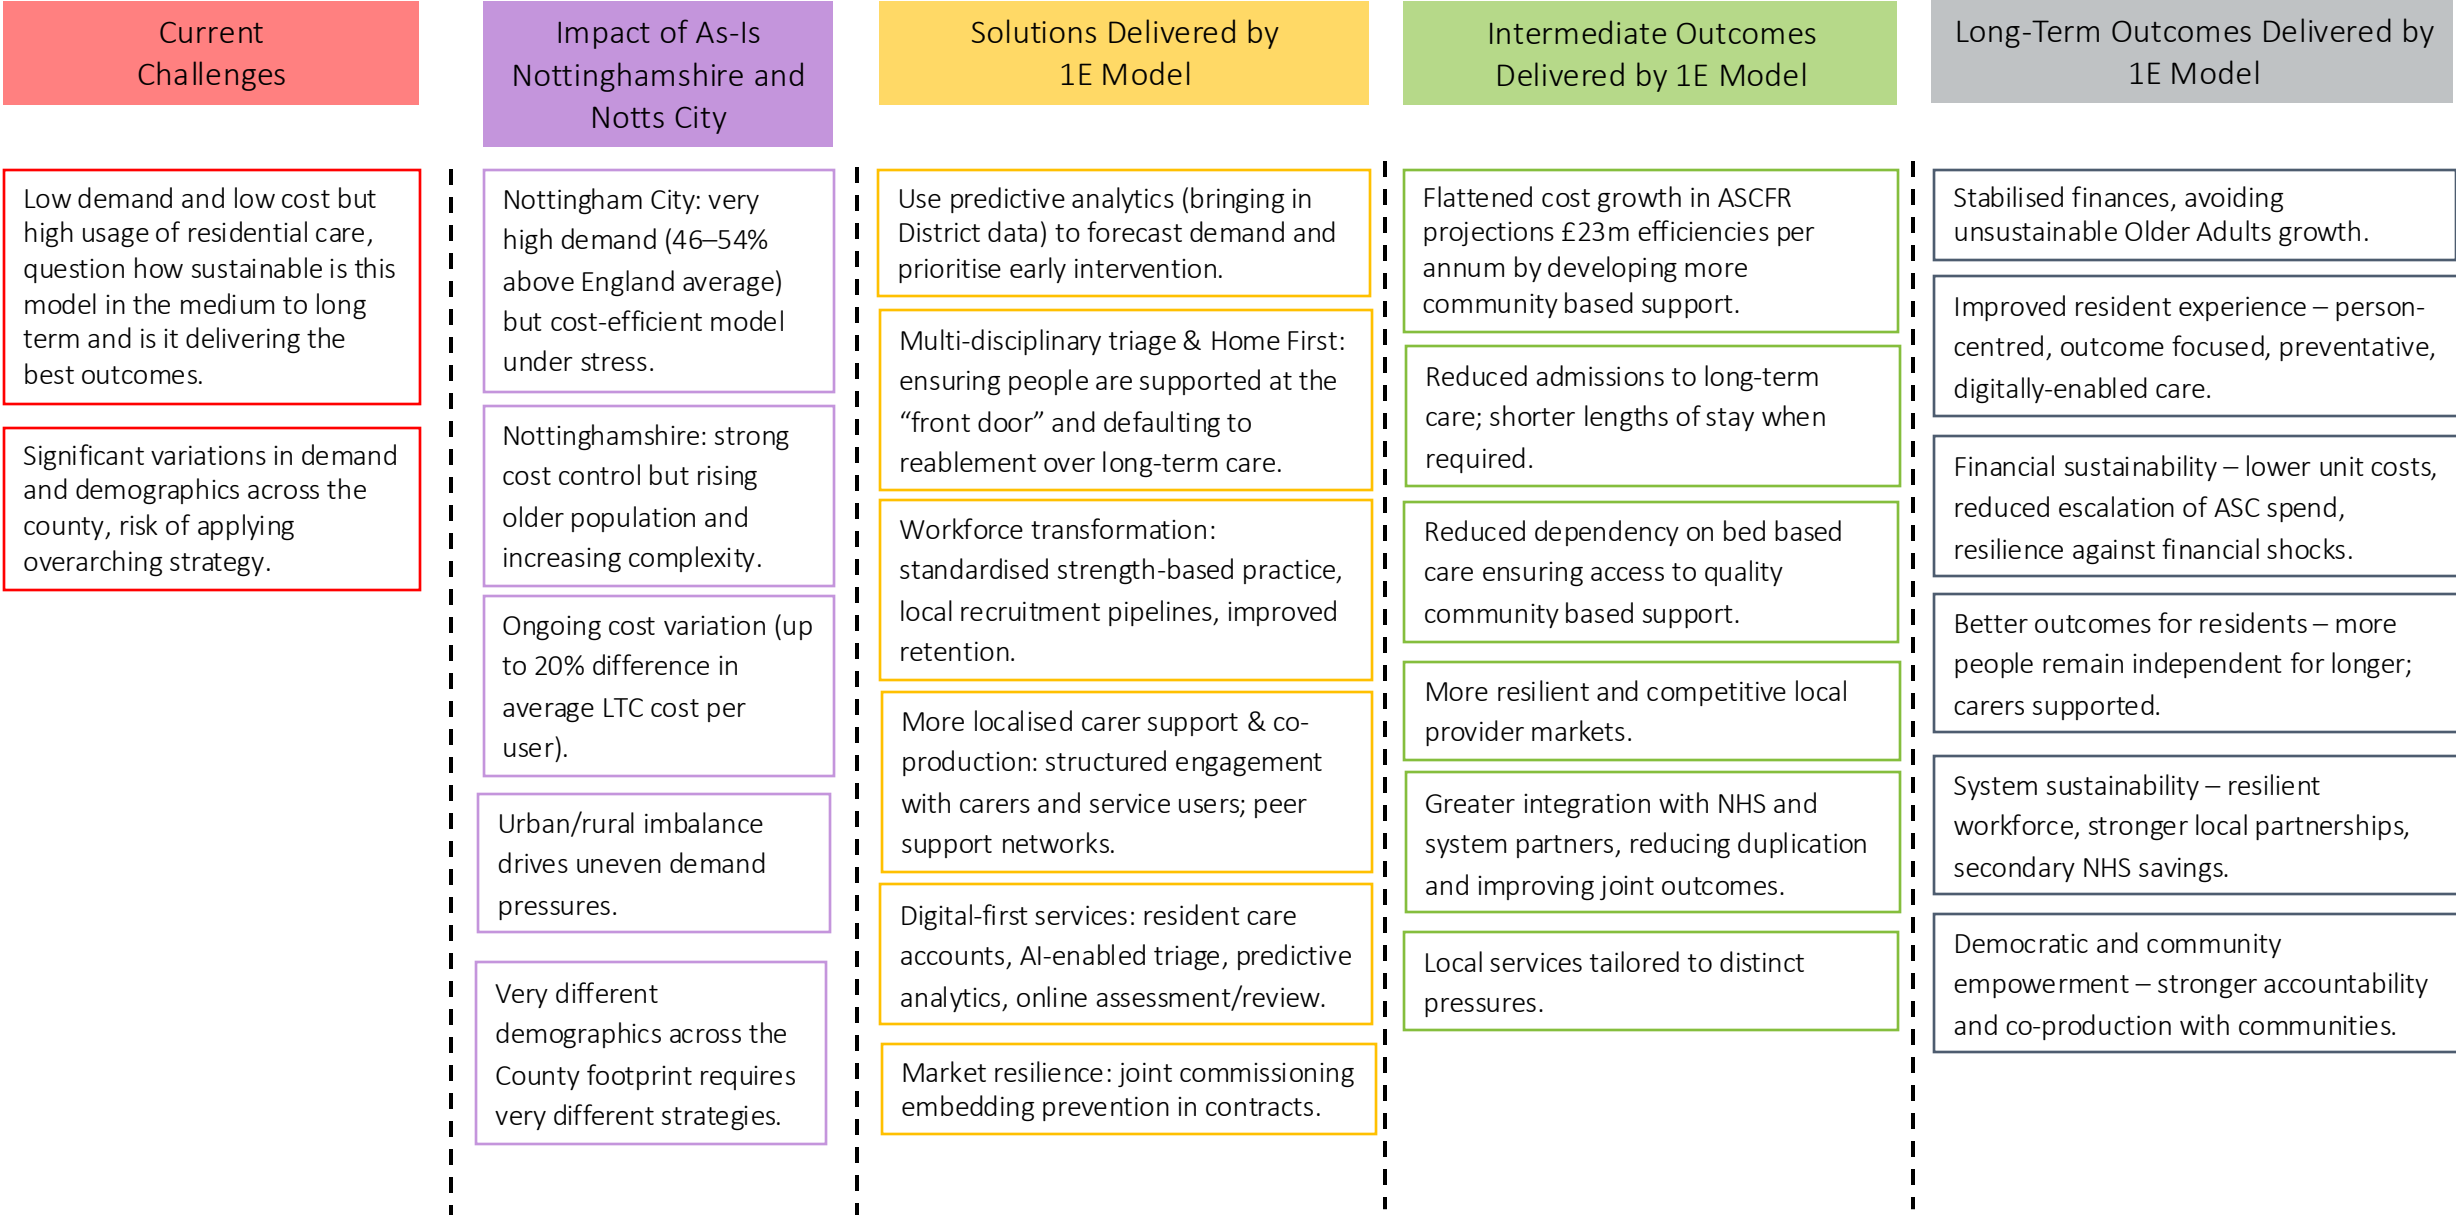 Current
Challenges
Low demand and low cost but
high usage of residential care,
question how sustainable is this
model in the medium to long
term and is it delivering the
best outcomes.
Significant variations in demand
and demographics across the
county, risk of applying
overarching strategy.
Impact of As-Is
Nottinghamshire and
Notts City
Nottingham City: very
high demand (46–54%
above England average)
but cost-efficient model
under stress.
Nottinghamshire: strong
cost control but rising
older population and
increasing complexity.
Ongoing cost variation (up
to 20% difference in
average LTC cost per
user).
Urban/rural imbalance
drives uneven demand
pressures.
Very different
demographics across the
County footprint requires
very different strategies.
Solutions Delivered by
1E Model
Use predictive analytics (bringing in
District data) to forecast demand and
prioritise early intervention.
Multi-disciplinary triage & Home First:
ensuring people are supported at the
“front door” and defaulting to
reablement over long-term care.
Workforce transformation:
standardised strength-based practice,
local recruitment pipelines, improved
retention.
More localised carer support & co-
production: structured engagement
with carers and service users; peer
support networks.
Digital-first services: resident care
accounts, AI-enabled triage, predictive
analytics, online assessment/review.
Market resilience: joint commissioning
embedding prevention in contracts.
Intermediate Outcomes
Delivered by 1E Model
Flattened cost growth in ASCFR
projections £23m efficiencies per
annum by developing more
community based support.
Reduced admissions to long-term
care; shorter lengths of stay when
required.
Reduced dependency on bed based
care ensuring access to quality
community based support.
More resilient and competitive local
provider markets.
Greater integration with NHS and
system partners, reducing duplication
and improving joint outcomes.
Local services tailored to distinct
pressures.
Long-Term Outcomes Delivered by
1E Model
Stabilised finances, avoiding
unsustainable Older Adults growth.
Improved resident experience – person-
centred, outcome focused, preventative,
digitally-enabled care.
Financial sustainability – lower unit costs,
reduced escalation of ASC spend,
resilience against financial shocks.
Better outcomes for residents – more
people remain independent for longer;
carers supported.
System sustainability – resilient
workforce, stronger local partnerships,
secondary NHS savings.
Democratic and community
empowerment – stronger accountability
and co-production with communities.